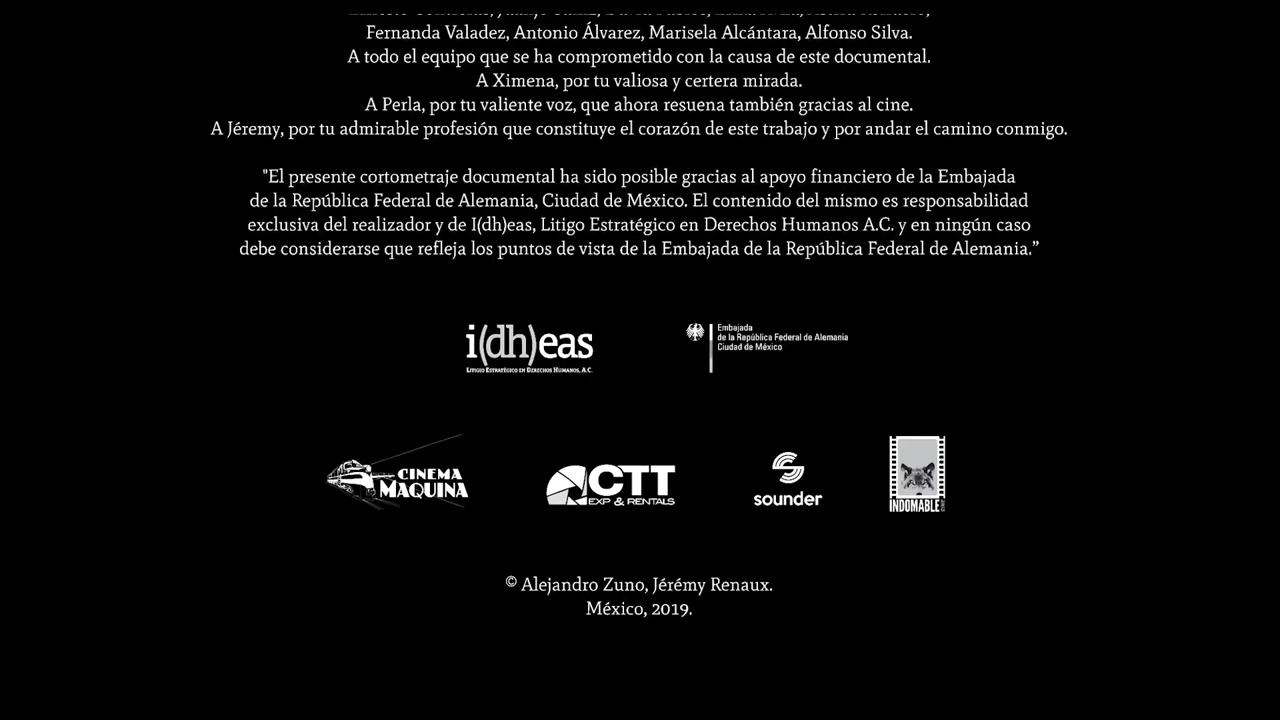 Fernanda Valadez, Antonio Álvarez, Marisela Alcántara, Alfonso Silva.
A todo el equipo que se ha comprometido con la causa de este documental.
A Ximena, por tu valiosa y certera mirada.
A Perla, por tu valiente voz, que ahora resuena también gracias al cine.
A Jéremy, por tu admirable profesión que constituye el corazón de este trabajo y por andar el camino conmigo.
"El presente cortometraje documental ha sido posible gracias al apoyo financiero de la Embajada
de la República Federal de Alemania, Ciudad de México. El contenido del mismo es responsabilidad
exclusiva del realizador y de I(dh)eas, Litigo Estratégico en Derechos Humanos A.C. y en ningún caso
debe considerarse que refleja los puntos de vista de la Embajada de la República Federal de Alemania.”
i(dh)eas
Litigio Estratégico en Derechos Humanos, A.C.
Embajada
de la República Federal de Alemania
Ciudad de México
CINEMA
MAQUINA
CTT
EXP & RENTALS
sounder
INDOMABLE
© Alejandro Zuno, Jérémy Renaux.
México, 2019.